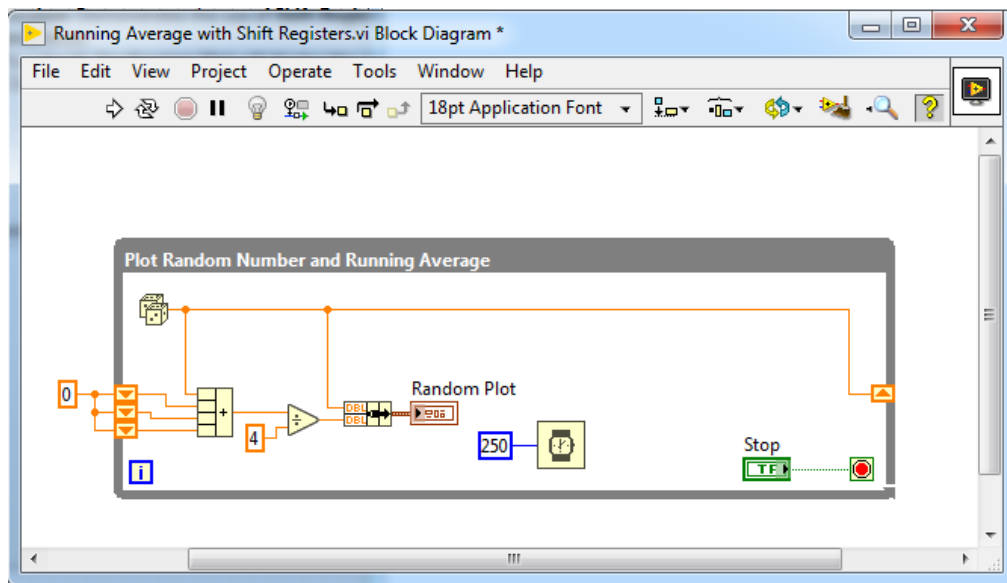 Running Average with Shift Registers.vi Block Diagram *
File Edit View Project Operate Tools Window Help
18pt Application Font
Plot Random Number and Running Average
0
4
DBL
DBL
Random Plot
250
Stop
TF
i